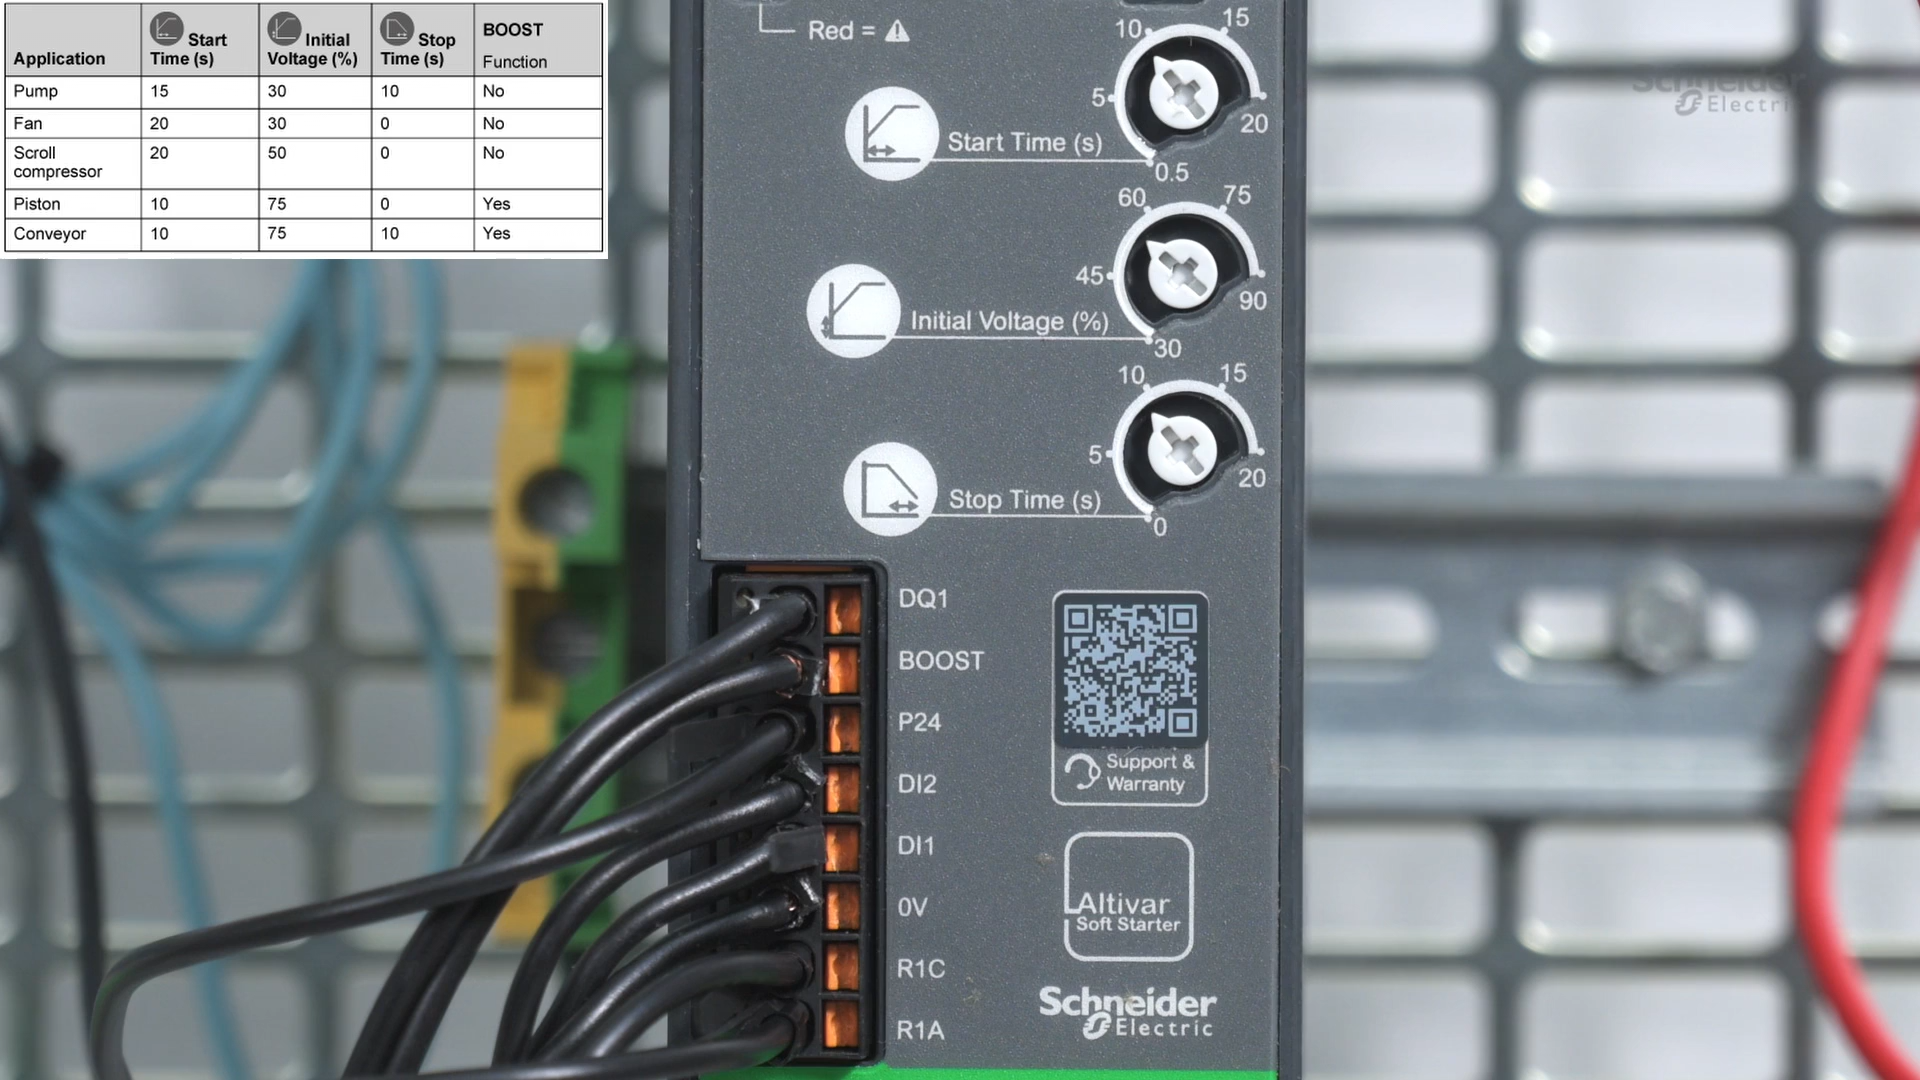 Application | Start Time (s) | Initial Voltage (%) | Stop Time (s) | BOOST Function
Pump | 15 | 30 | 10 | No
Fan | 20 | 30 | 0 | No
Scroll compressor | 20 | 50 | 0 | No
Piston | 10 | 75 | 0 | Yes
Conveyor | 10 | 75 | 10 | Yes
Red = ⚠
10 15
5
20
Start Time (s)
0.5
60 75
45
90
Initial Voltage (%)
30
10 15
5
20
Stop Time (s)
0
DQ1
BOOST
P24
DI2
DI1
0V
R1C
R1A
Support &
Warranty
Altivar
Soft Starter
Schneider
Electric
Schneider
Electric